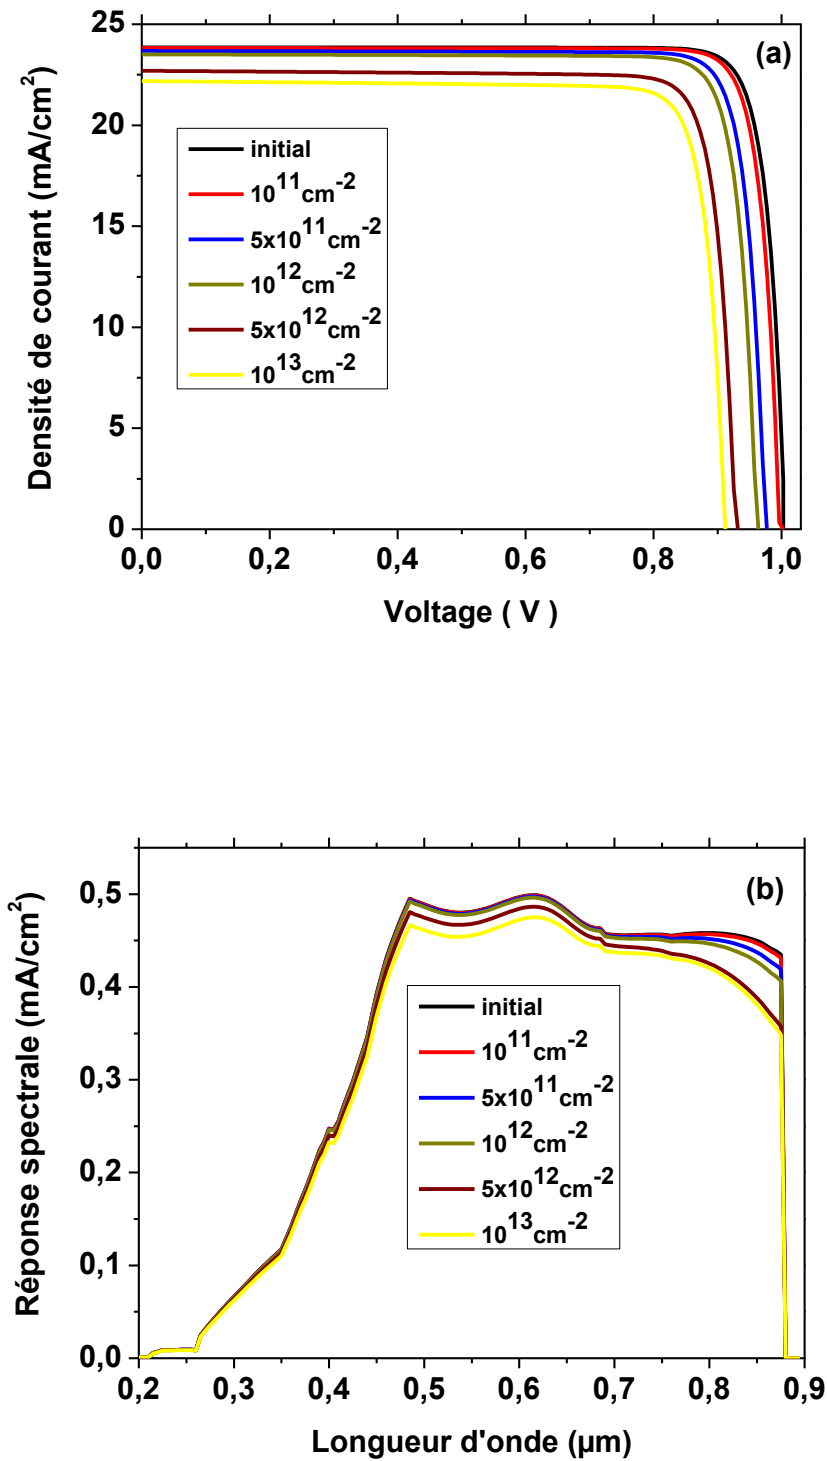 25
20
15
10
5
0
Densité de courant (mA/cm²)
(a)
initial
10¹¹cm⁻²
5x10¹¹cm⁻²
10¹²cm⁻²
5x10¹²cm⁻²
10¹³cm⁻²
0,0 0,2 0,4 0,6 0,8 1,0
Voltage ( V )
0,5
0,4
0,3
0,2
0,1
0,0
Réponse spectrale (mA/cm²)
(b)
initial
10¹¹cm⁻²
5x10¹¹cm⁻²
10¹²cm⁻²
5x10¹²cm⁻²
10¹³cm⁻²
0,2 0,3 0,4 0,5 0,6 0,7 0,8 0,9
Longueur d'onde (µm)